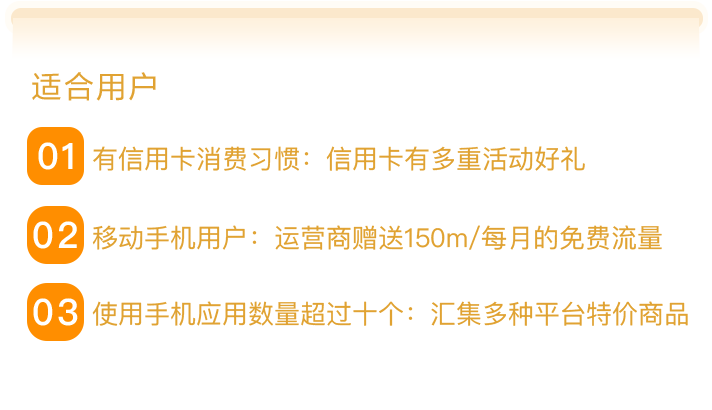 适合用户
01 有信用卡消费习惯：信用卡有多重活动好礼
02 移动手机用户：运营商赠送150m/每月的免费流量
03 使用手机应用数量超过十个：汇集多种平台特价商品